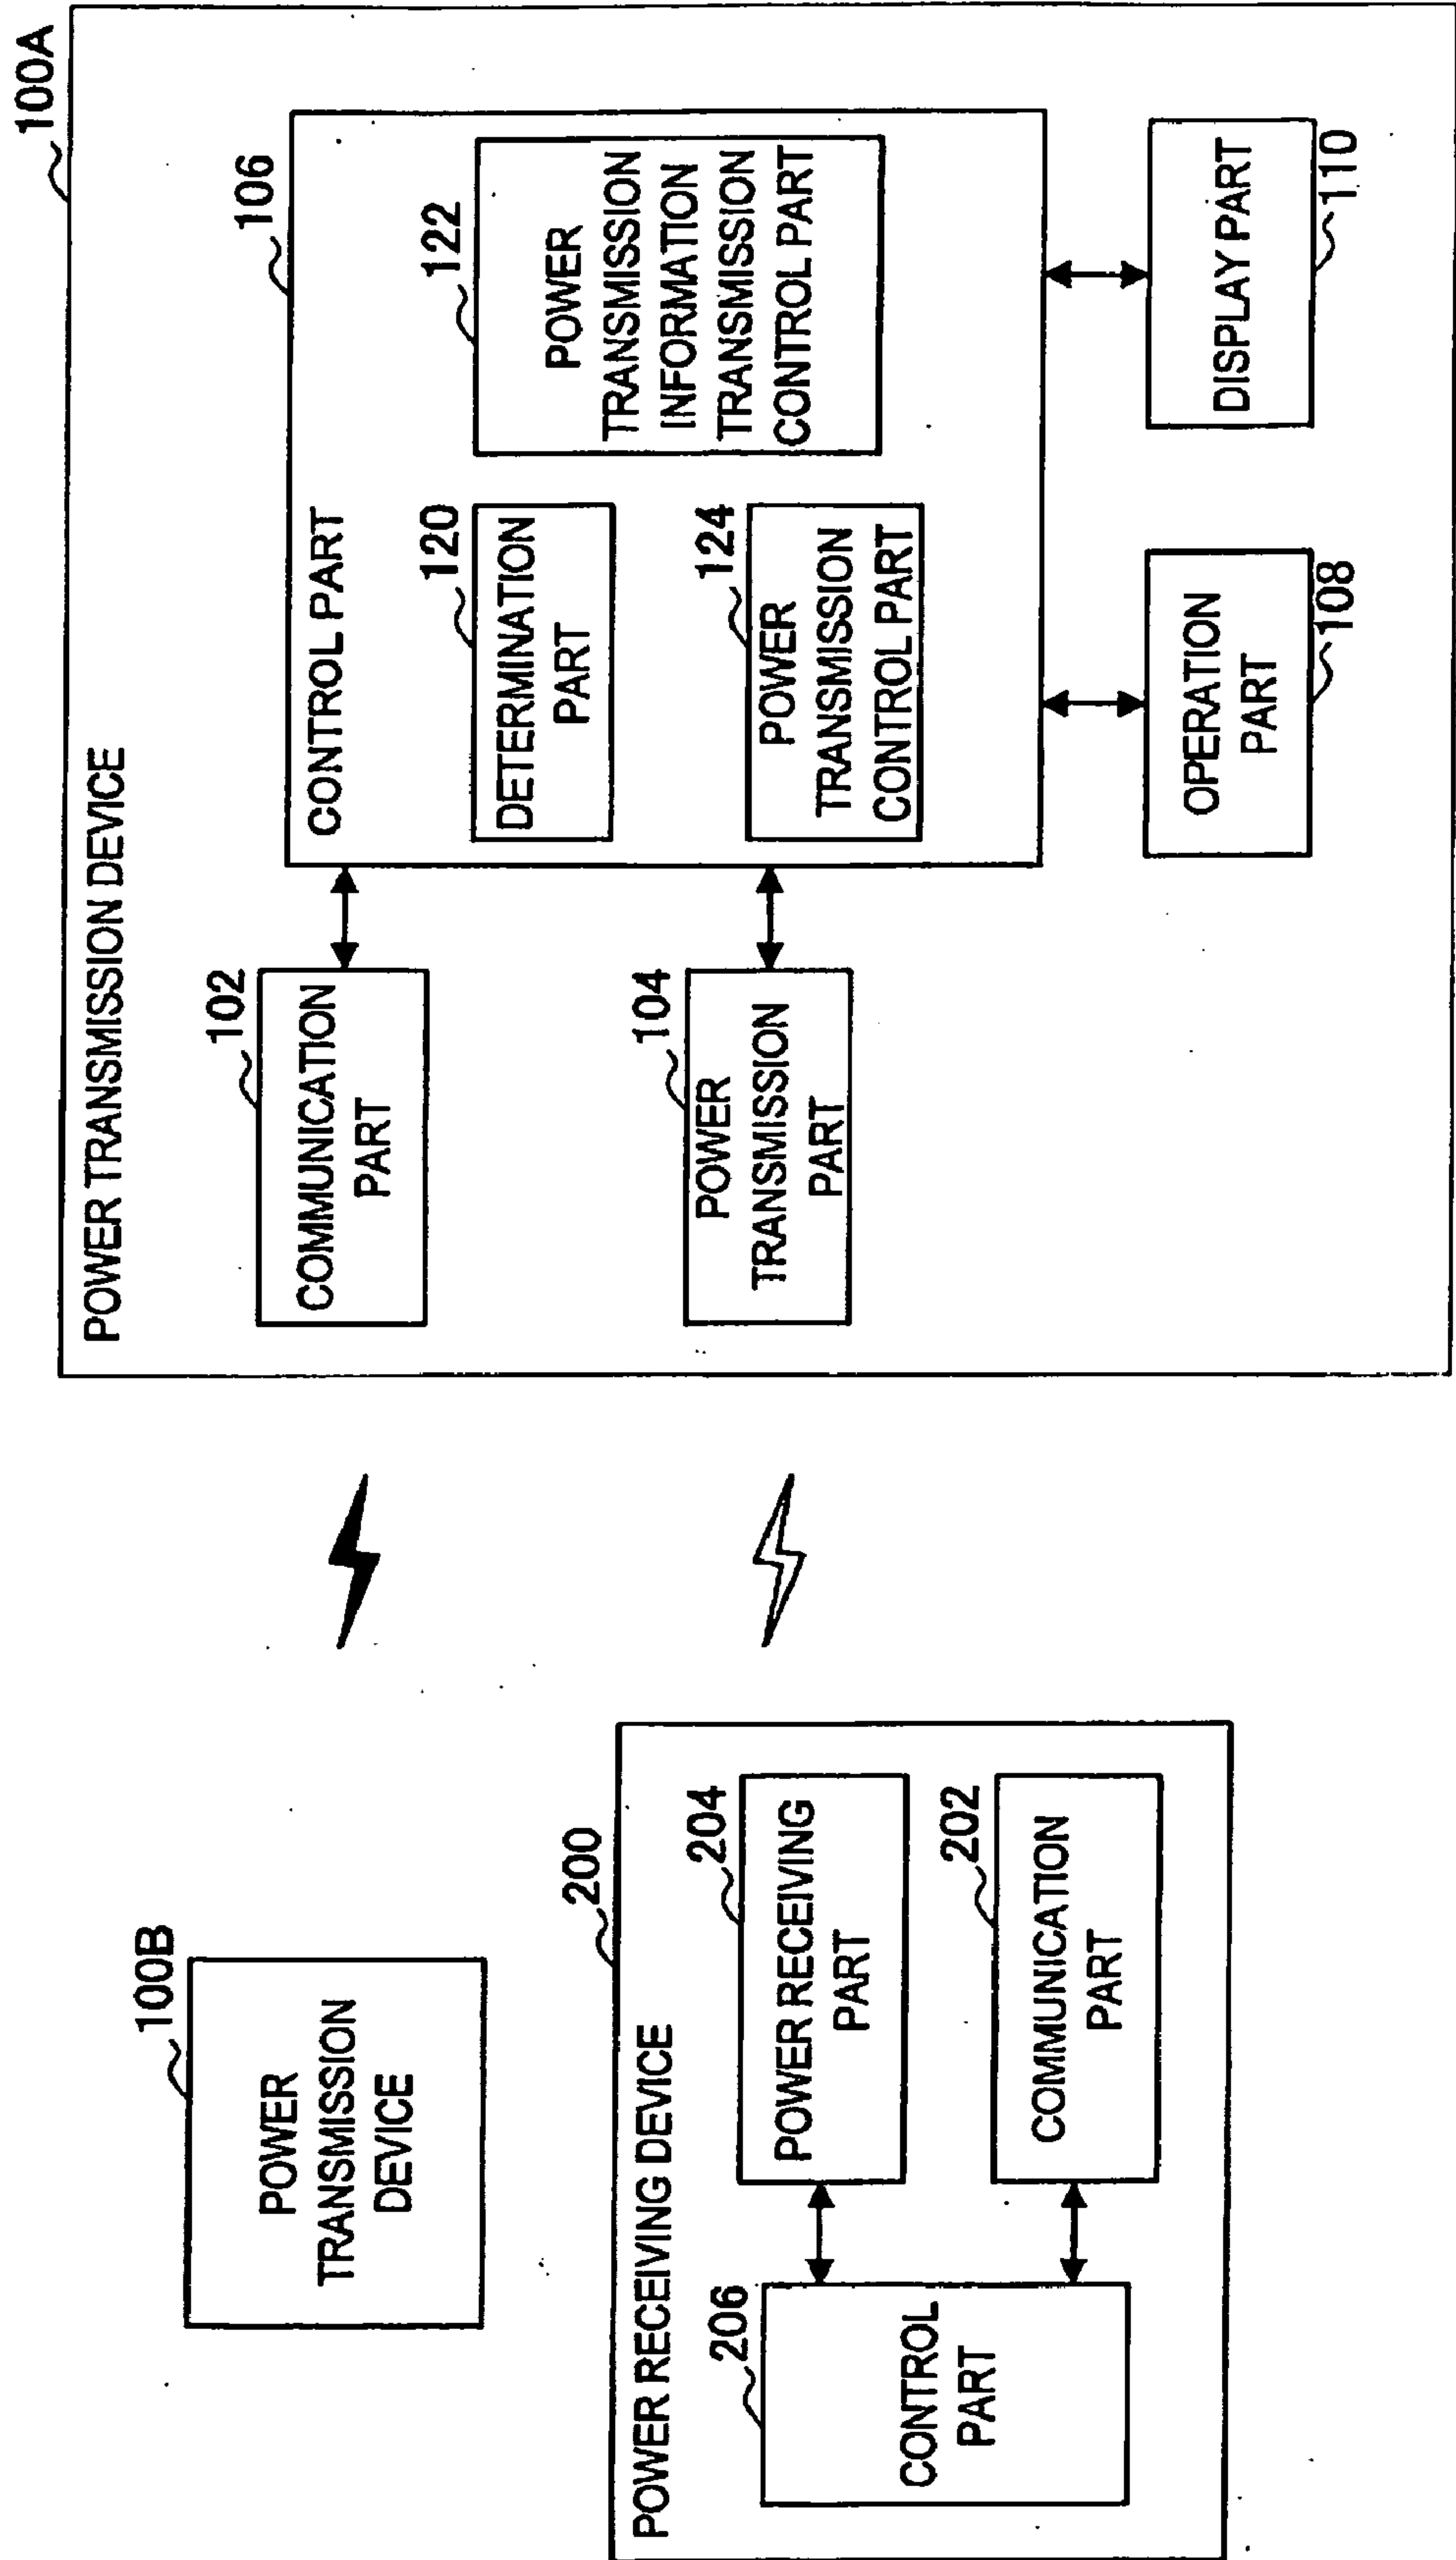 100B
POWER
TRANSMISSION
DEVICE
200
POWER RECEIVING DEVICE
206
CONTROL
PART
204
POWER RECEIVING
PART
202
COMMUNICATION
PART
100A
POWER TRANSMISSION DEVICE
102
COMMUNICATION
PART
104
POWER
TRANSMISSION
PART
106
CONTROL PART
120
DETERMINATION
PART
122
POWER
TRANSMISSION
INFORMATION
TRANSMISSION
CONTROL PART
124
POWER
TRANSMISSION
CONTROL PART
OPERATION
PART
108
DISPLAY PART
110